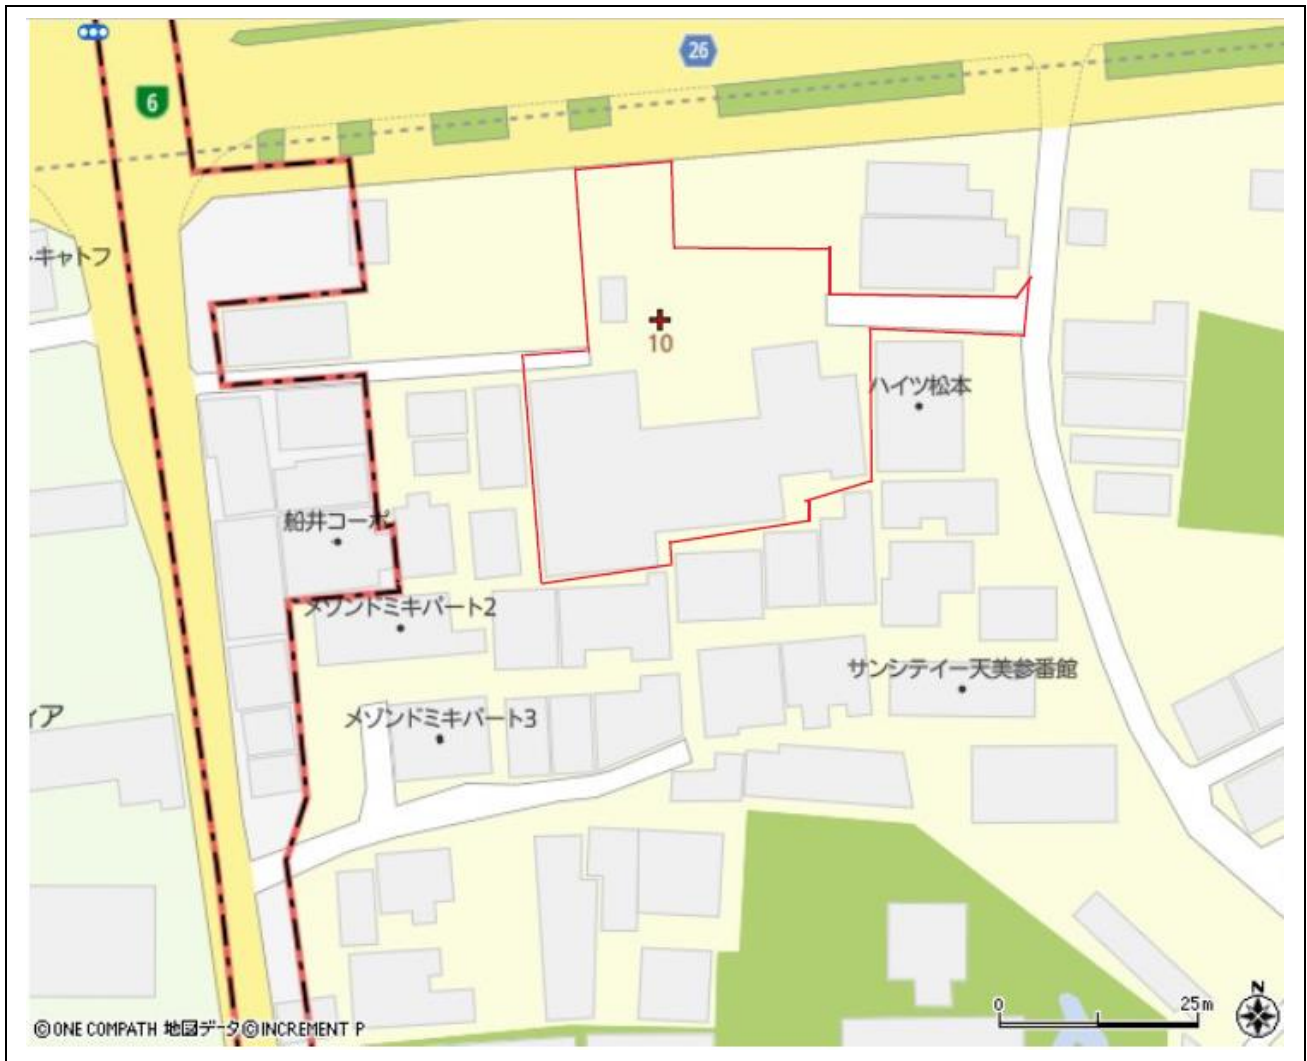 26
6
キャトフ
10
ハイツ松本
船井コーポ
メゾンドミキパート2
サンシティー天美参番館
ィア
メゾンドミキパート3
0 25m
N
©ONE COMPATH 地図データ©INCREMENT P